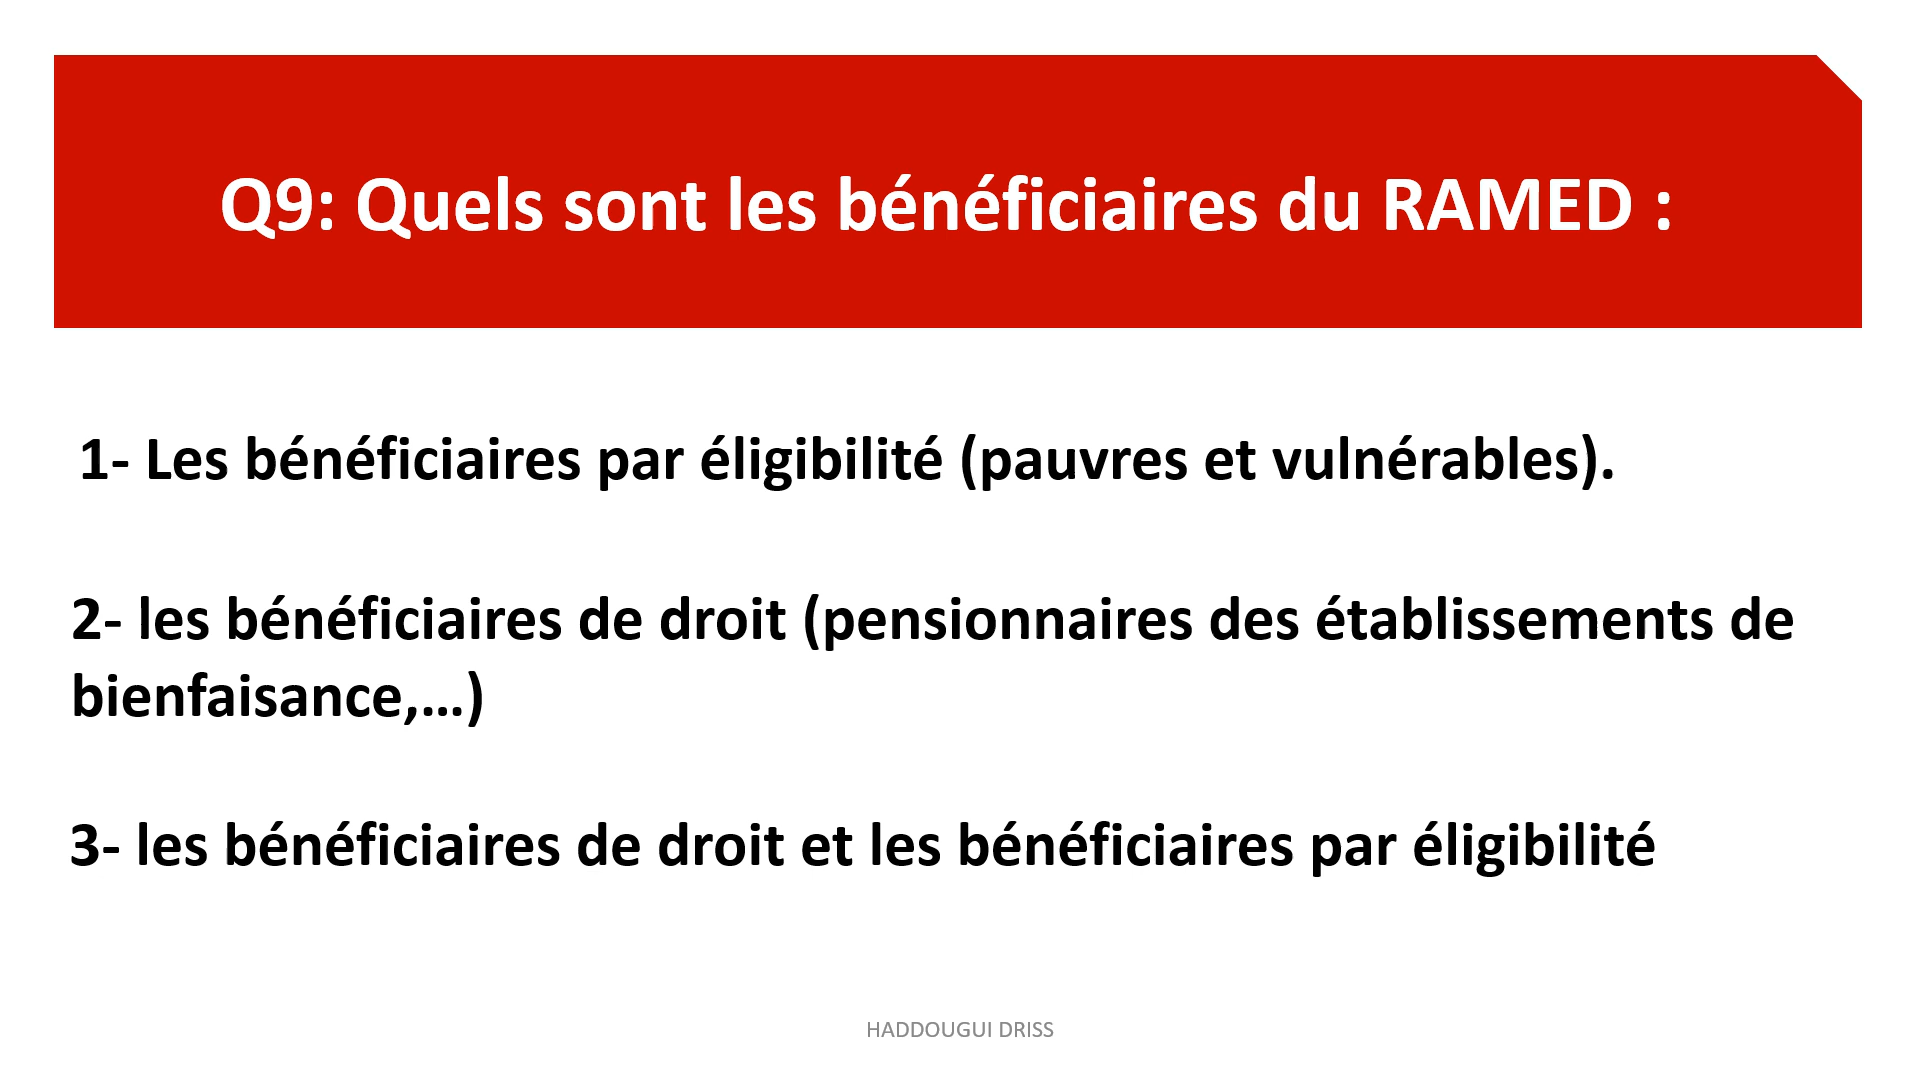 Q9: Quels sont les bénéficiaires du RAMED :
1- Les bénéficiaires par éligibilité (pauvres et vulnérables).
2- les bénéficiaires de droit (pensionnaires des établissements de
bienfaisance,…)
3- les bénéficiaires de droit et les bénéficiaires par éligibilité
HADDOUGUI DRISS